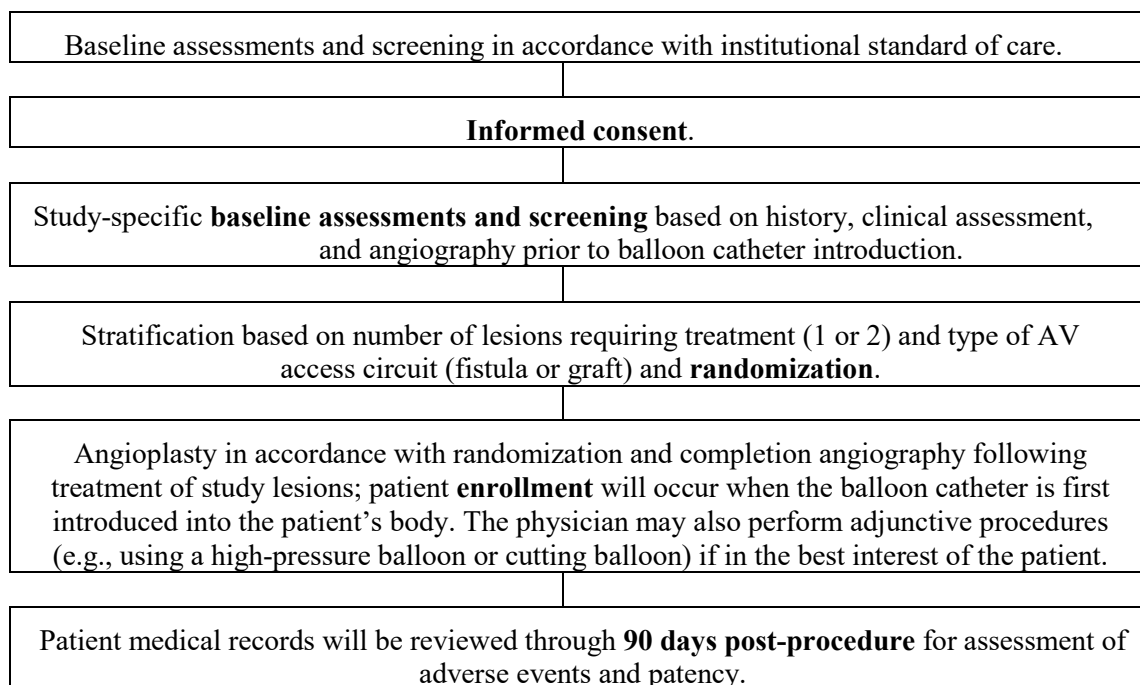 Baseline assessments and screening in accordance with institutional standard of care.
Informed consent.
Study-specific baseline assessments and screening based on history, clinical assessment,
and angiography prior to balloon catheter introduction.
Stratification based on number of lesions requiring treatment (1 or 2) and type of AV
access circuit (fistula or graft) and randomization.
Angioplasty in accordance with randomization and completion angiography following
treatment of study lesions; patient enrollment will occur when the balloon catheter is first
introduced into the patient’s body. The physician may also perform adjunctive procedures
(e.g., using a high-pressure balloon or cutting balloon) if in the best interest of the patient.
Patient medical records will be reviewed through 90 days post-procedure for assessment of
adverse events and patency.